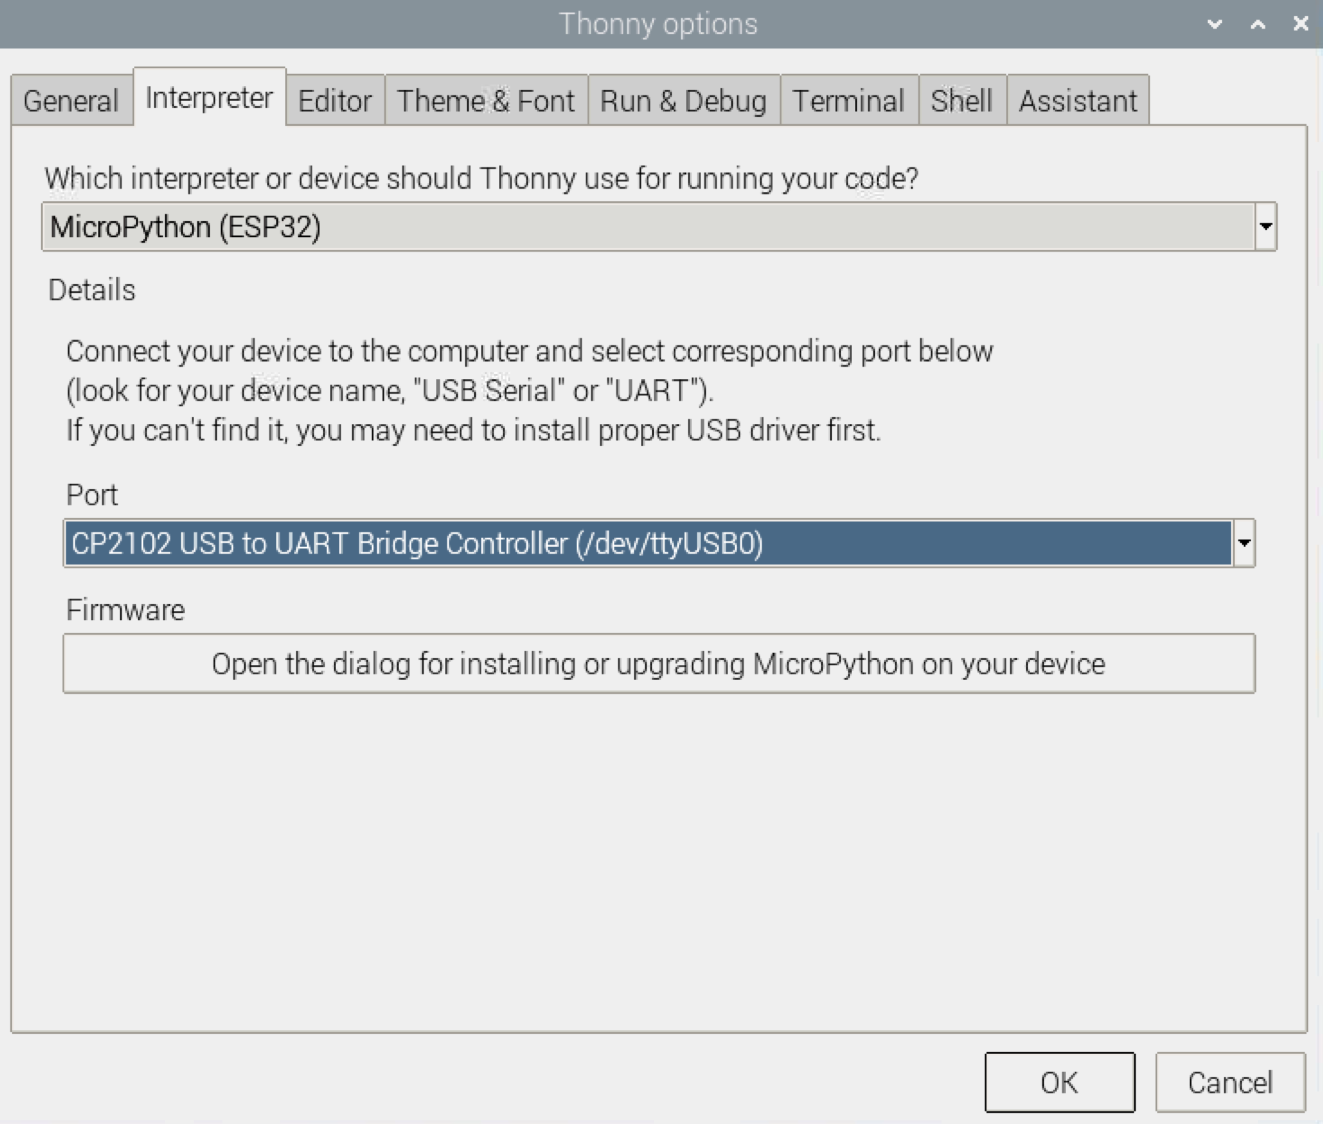 Thonny options
General Interpreter Editor Theme & Font Run & Debug Terminal Shell Assistant
Which interpreter or device should Thonny use for running your code?
MicroPython (ESP32)
Details
Connect your device to the computer and select corresponding port below
(look for your device name, "USB Serial" or "UART").
If you can't find it, you may need to install proper USB driver first.
Port
CP2102 USB to UART Bridge Controller (/dev/ttyUSB0)
Firmware
Open the dialog for installing or upgrading MicroPython on your device
OK Cancel